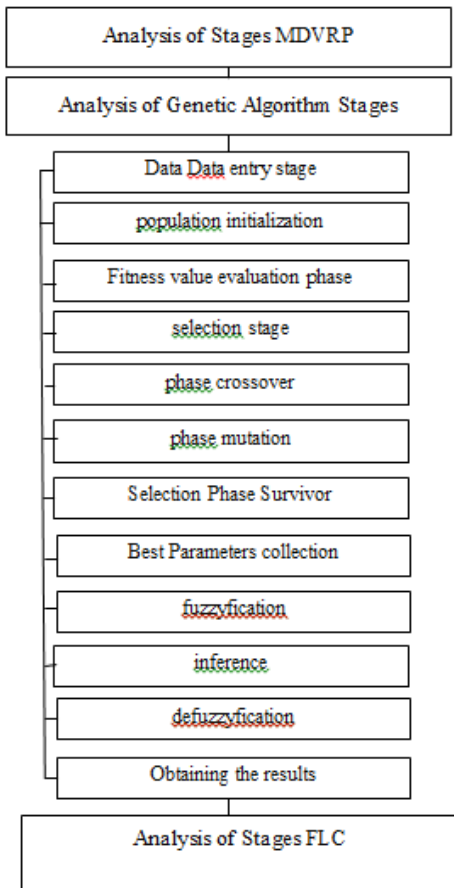 Analysis of Stages MDVRP
Analysis of Genetic Algorithm Stages
Data Data entry stage
population initialization
Fitness value evaluation phase
selection stage
phase crossover
phase mutation
Selection Phase Survivor
Best Parameters collection
fuzzyfication
inference
defuzzyfication
Obtaining the results
Analysis of Stages FLC